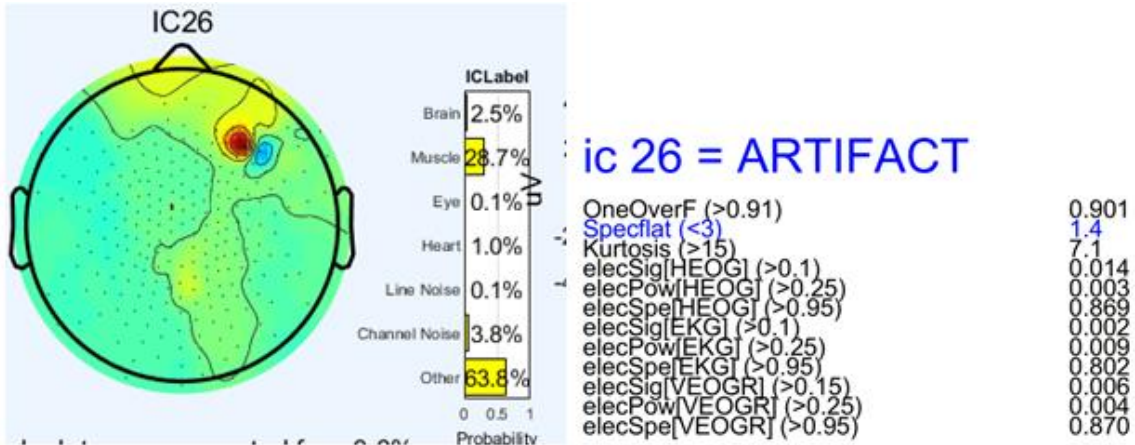 IC26
ICLabel
Brain 2.5%
Muscle 28.7%
Eye 0.1%
Heart 1.0%
Line Noise 0.1%
Channel Noise 3.8%
Other 63.8%
0 0.5 1
Probability
uV
ic 26 = ARTIFACT
OneOverF (>0.91) 0.901
Specflat (<3) 1.4
Kurtosis (>15) 7.1
elecSig[HEOG] (>0.1) 0.014
elecPow[HEOG] (>0.25) 0.003
elecSpe[HEOG] (>0.95) 0.869
elecSig[EKG] (>0.1) 0.002
elecPow[EKG] (>0.25) 0.009
elecSpe[EKG] (>0.95) 0.802
elecSig[VEOGR] (>0.15) 0.006
elecPow[VEOGR] (>0.25) 0.004
elecSpe[VEOGR] (>0.95) 0.870